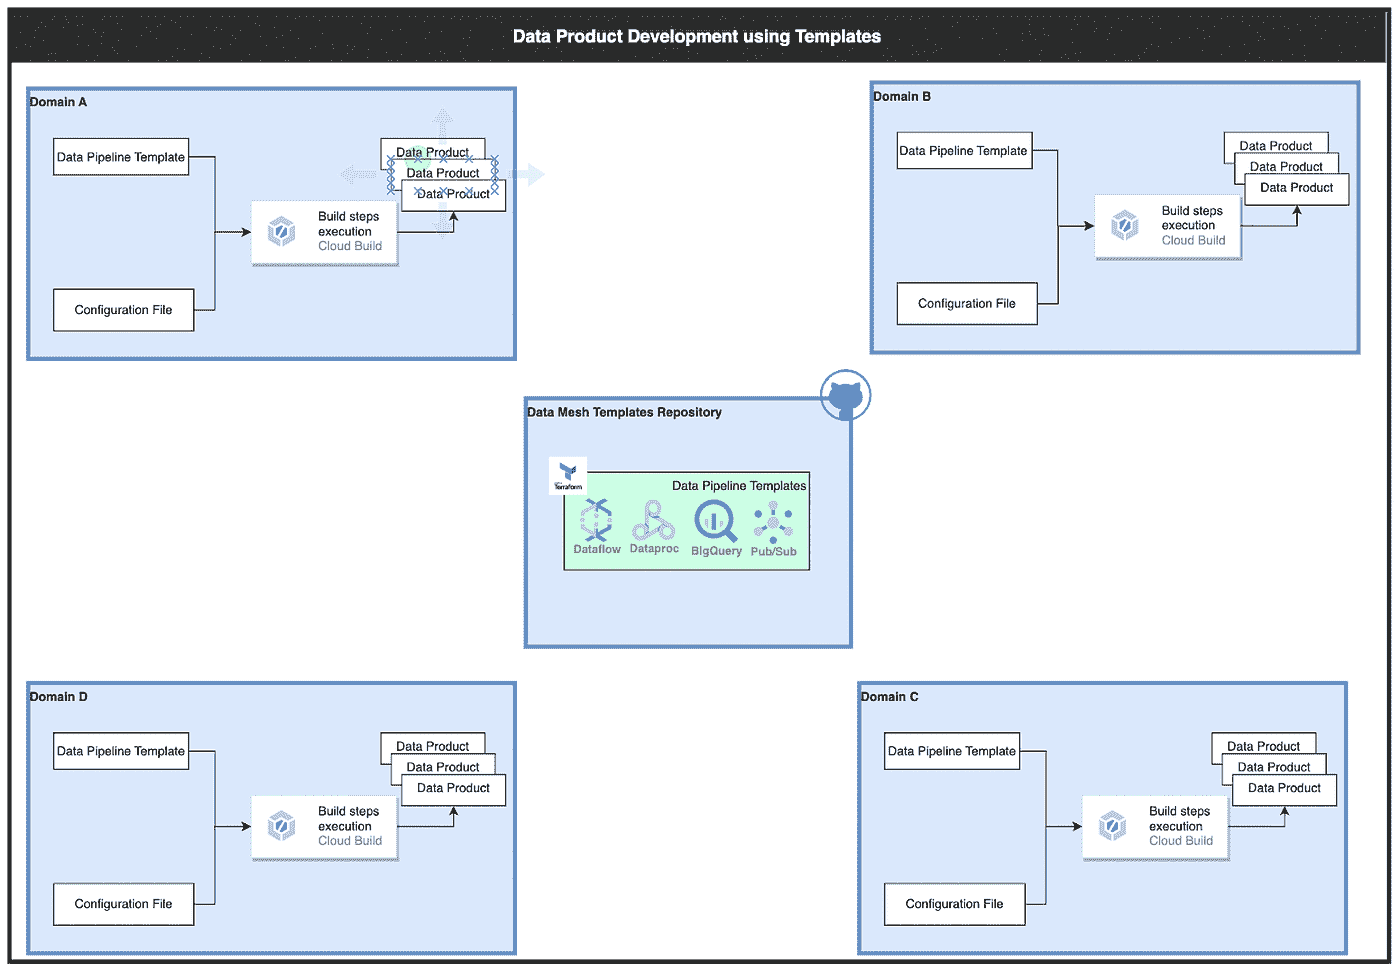 Data Product Development using Templates
Domain A
Data Pipeline Template
Data Product
Data Product
Data Product
Build steps
execution
Cloud Build
Configuration File
Domain B
Data Pipeline Template
Data Product
Data Product
Data Product
Build steps
execution
Cloud Build
Configuration File
Data Mesh Templates Repository
Terraform
Data Pipeline Templates
Dataflow
Dataproc
BigQuery
Pub/Sub
Domain D
Data Pipeline Template
Data Product
Data Product
Data Product
Build steps
execution
Cloud Build
Configuration File
Domain C
Data Pipeline Template
Data Product
Data Product
Data Product
Build steps
execution
Cloud Build
Configuration File